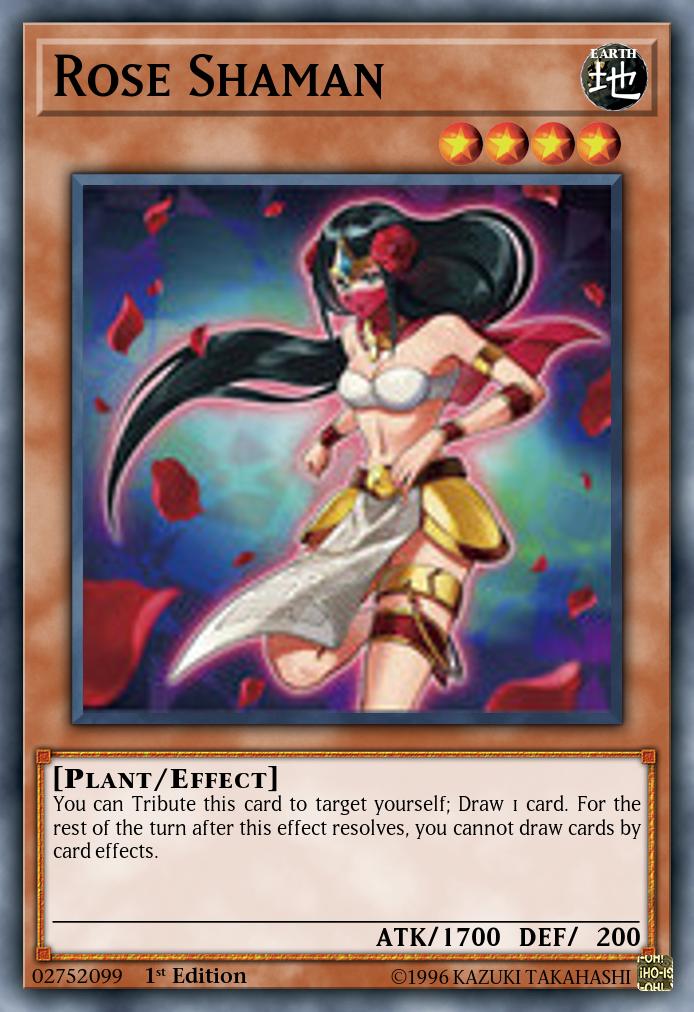 Rose Shaman
EARTH
地
[Plant/Effect]
You can Tribute this card to target yourself; Draw 1 card. For the
rest of the turn after this effect resolves, you cannot draw cards by
card effects.
ATK/1700 DEF/ 200
02752099 1st Edition ©1996 KAZUKI TAKAHASHI